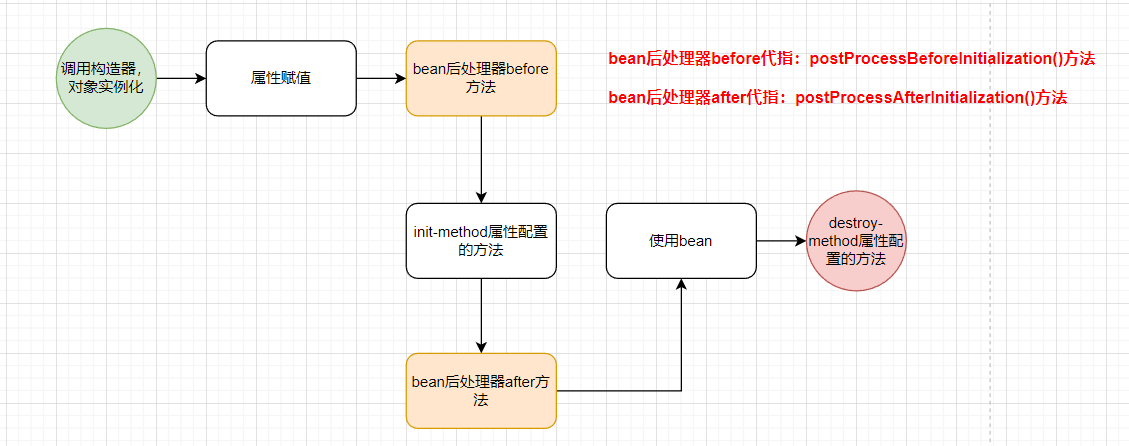 调用构造器，
对象实例化
属性赋值
bean后处理器before
方法
bean后处理器before代指：postProcessBeforeInitialization()方法
bean后处理器after代指：postProcessAfterInitialization()方法
init-method属性配置
的方法
使用bean
destroy-
method属性配
置的方法
bean后处理器after方
法